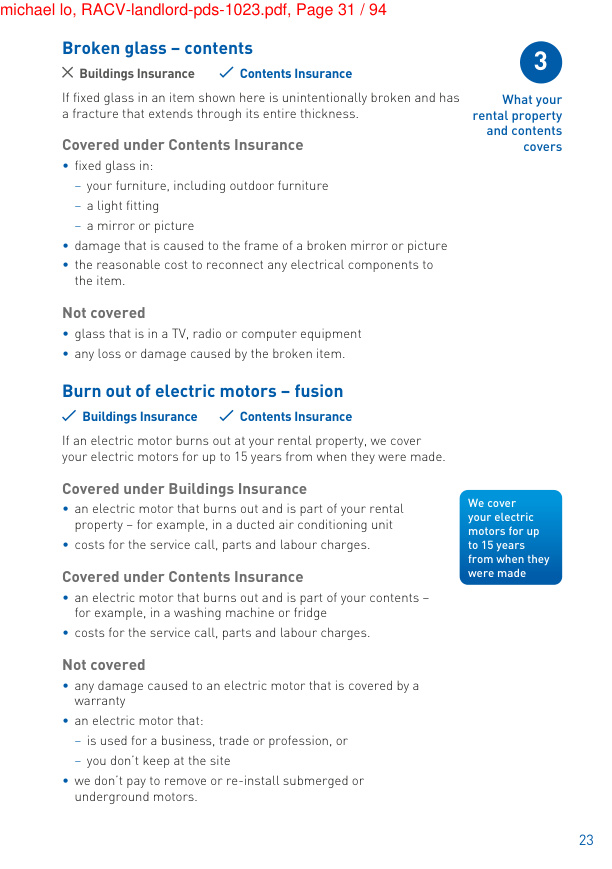 michael lo, RACV-landlord-pds-1023.pdf, Page 31 / 94
Broken glass – contents
Buildings Insurance Contents Insurance
If fixed glass in an item shown here is unintentionally broken and has
a fracture that extends through its entire thickness.
Covered under Contents Insurance
• fixed glass in:
– your furniture, including outdoor furniture
– a light fitting
– a mirror or picture
• damage that is caused to the frame of a broken mirror or picture
• the reasonable cost to reconnect any electrical components to
the item.
Not covered
• glass that is in a TV, radio or computer equipment
• any loss or damage caused by the broken item.
Burn out of electric motors – fusion
Buildings Insurance Contents Insurance
If an electric motor burns out at your rental property, we cover
your electric motors for up to 15 years from when they were made.
Covered under Buildings Insurance
• an electric motor that burns out and is part of your rental
property – for example, in a ducted air conditioning unit
• costs for the service call, parts and labour charges.
Covered under Contents Insurance
• an electric motor that burns out and is part of your contents –
for example, in a washing machine or fridge
• costs for the service call, parts and labour charges.
Not covered
• any damage caused to an electric motor that is covered by a
warranty
• an electric motor that:
– is used for a business, trade or profession, or
– you don't keep at the site
• we don't pay to remove or re-install submerged or
underground motors.
3
What your
rental property
and contents
covers
We cover
your electric
motors for up
to 15 years
from when they
were made
23